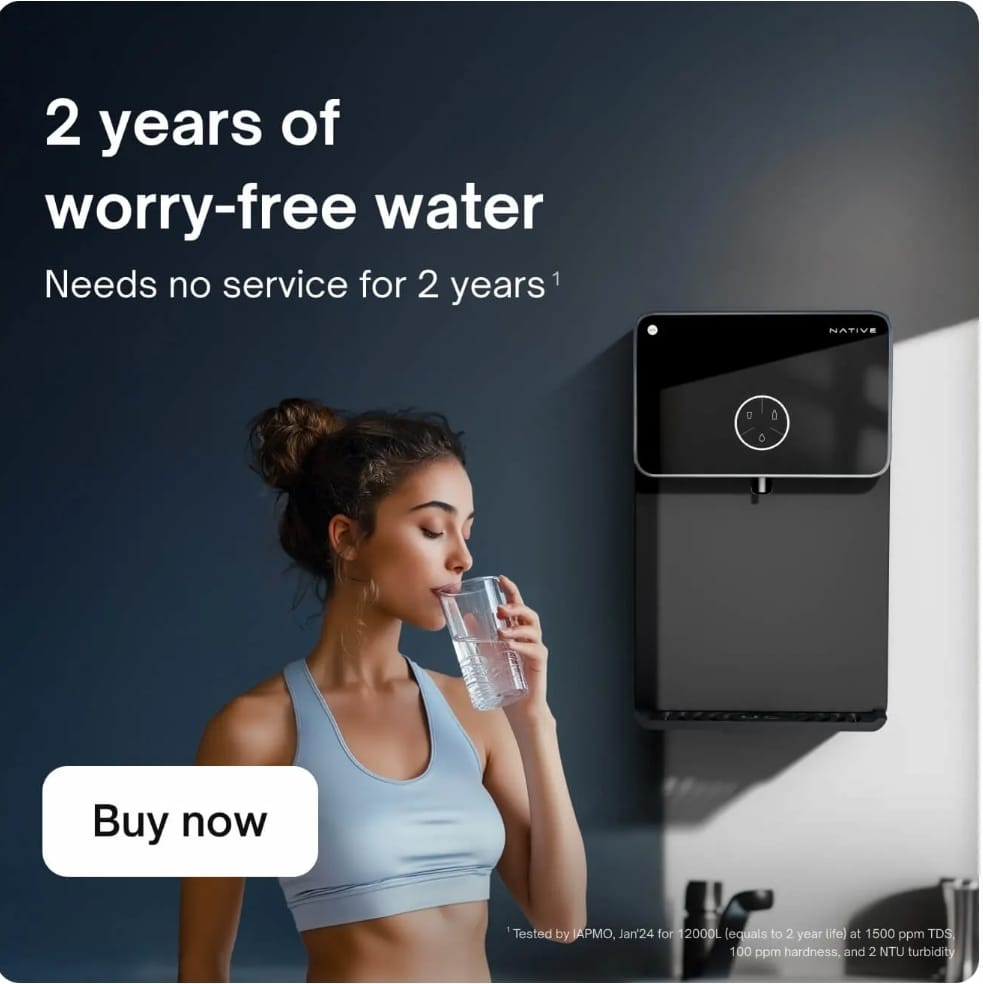 2 years of
worry-free water
Needs no service for 2 years¹
NATIVE
Buy now
¹ Tested by IAPMO, Jan'24 for 12000L (equals to 2 year life) at 1500 ppm TDS,
100 ppm hardness, and 2 NTU turbidity